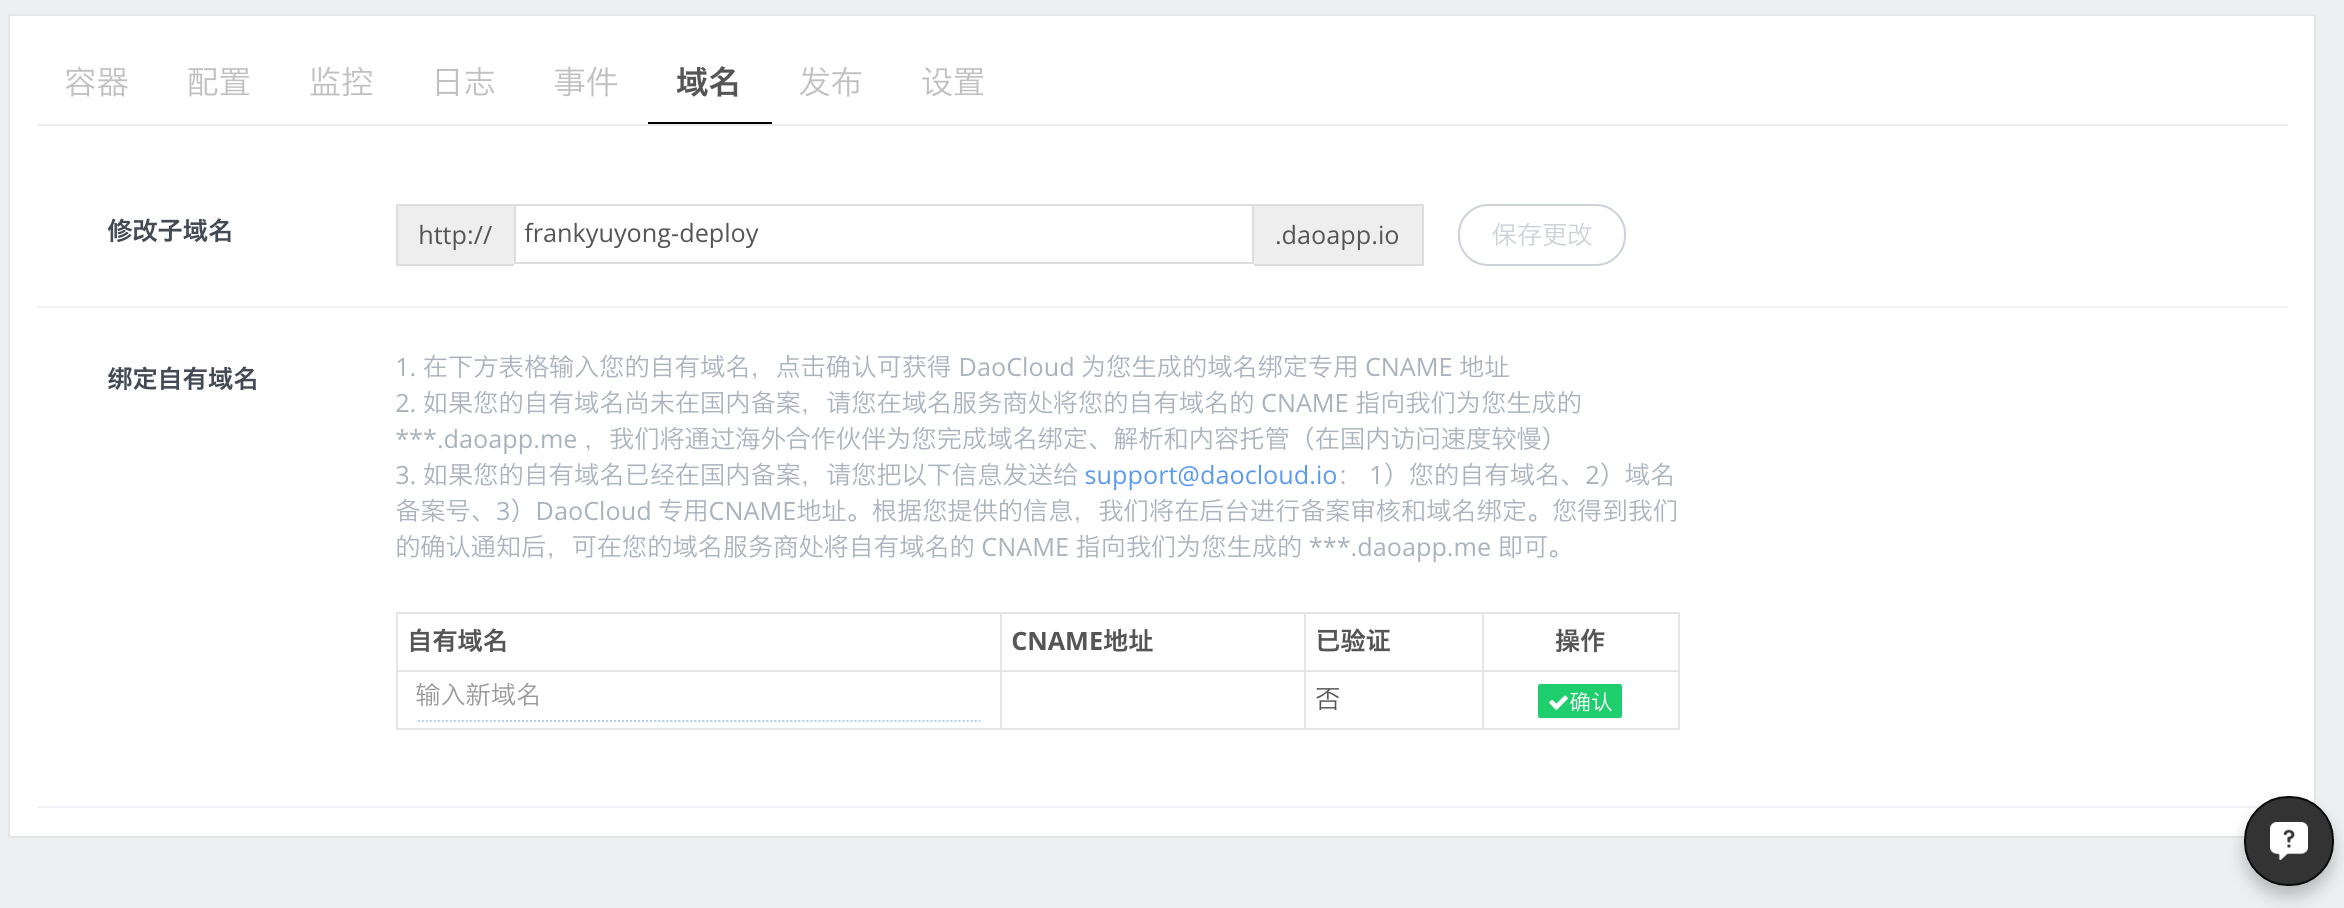 容器 配置 监控 日志 事件 域名 发布 设置
修改子域名 http:// frankyuyong-deploy .daoapp.io 保存更改
绑定自有域名
1. 在下方表格输入您的自有域名，点击确认可获得 DaoCloud 为您生成的域名绑定专用 CNAME 地址
2. 如果您的自有域名尚未在国内备案，请您在域名服务商处将您的自有域名的 CNAME 指向我们为您生成的
***.daoapp.me ，我们将通过海外合作伙伴为您完成域名绑定、解析和内容托管（在国内访问速度较慢）
3. 如果您的自有域名已经在国内备案，请您把以下信息发送给 support@daocloud.io： 1）您的自有域名、2）域名
备案号、3）DaoCloud 专用CNAME地址。根据您提供的信息，我们将在后台进行备案审核和域名绑定。您得到我们
的确认通知后，可在您的域名服务商处将自有域名的 CNAME 指向我们为您生成的 ***.daoapp.me 即可。
自有域名 CNAME地址 已验证 操作
输入新域名 否 确认